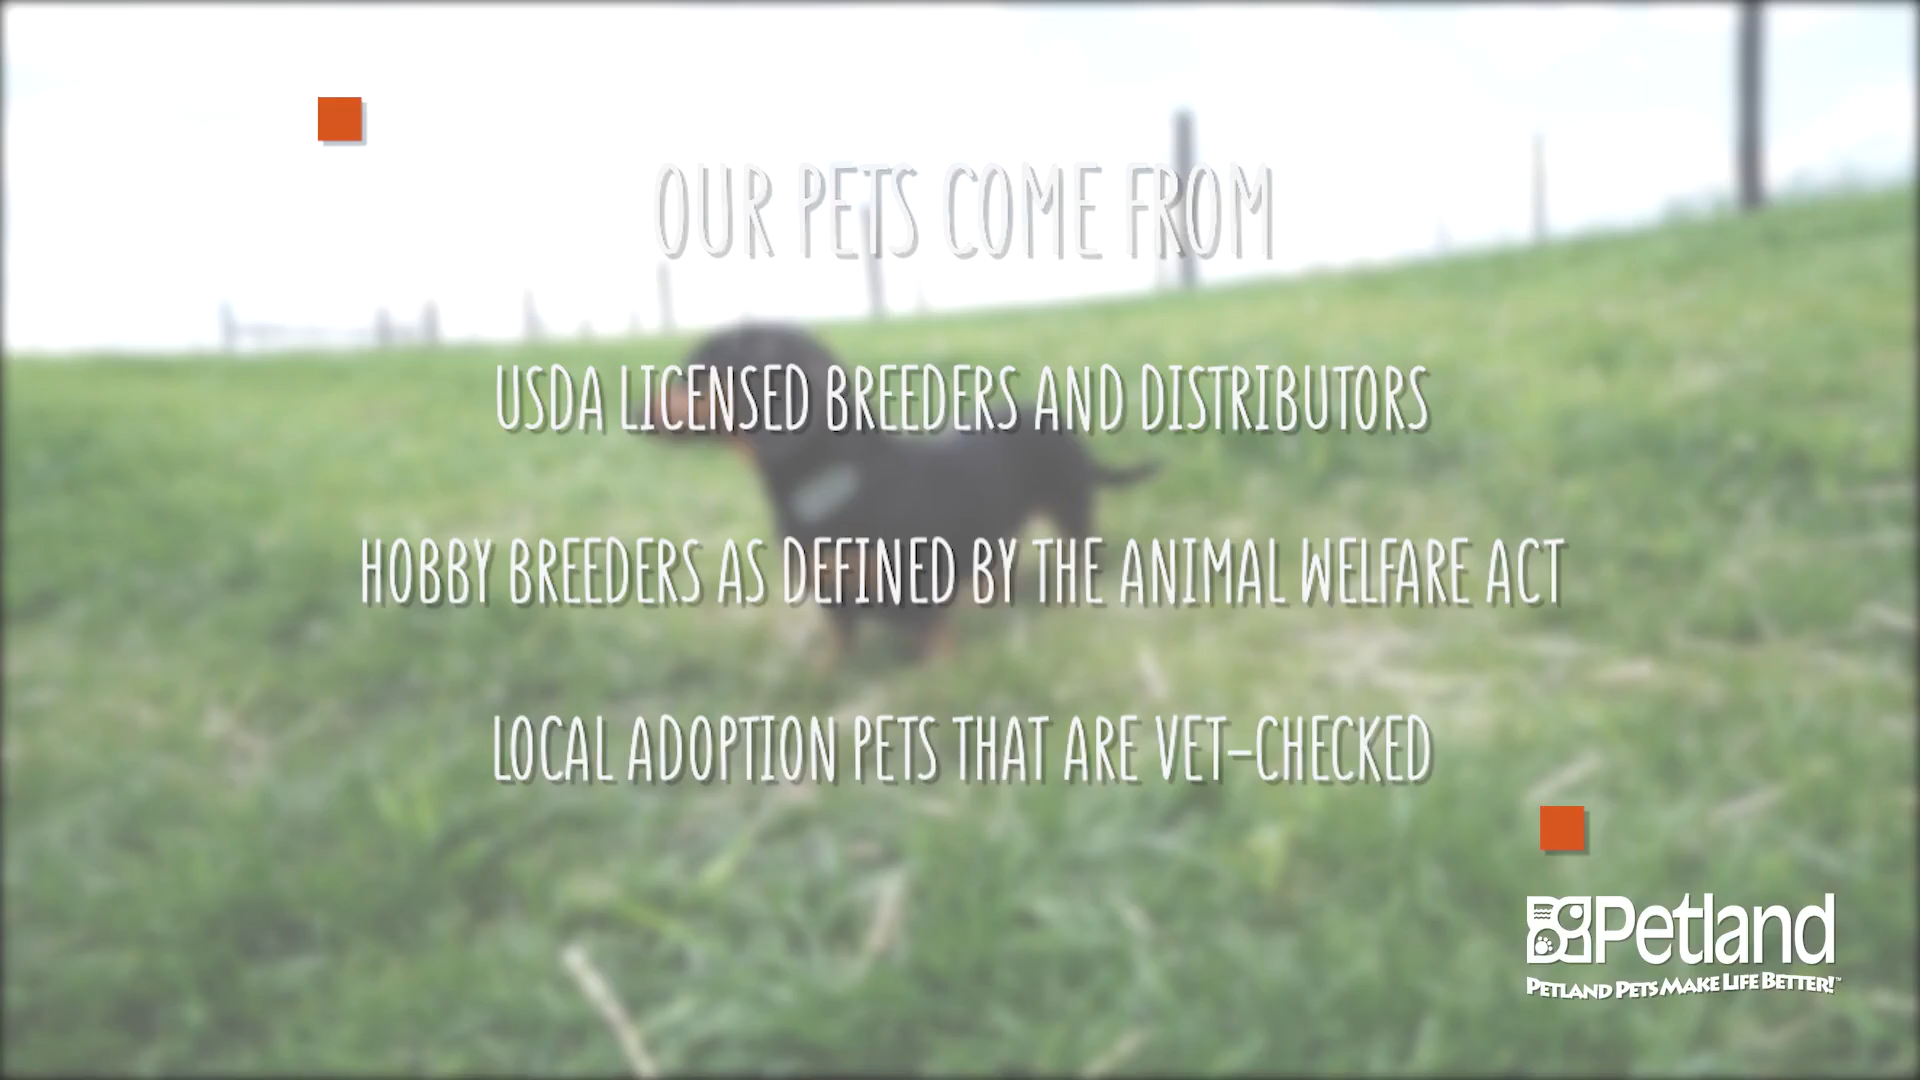 OUR PETS COME FROM
USDA LICENSED BREEDERS AND DISTRIBUTORS
HOBBY BREEDERS AS DEFINED BY THE ANIMAL WELFARE ACT
LOCAL ADOPTION PETS THAT ARE VET-CHECKED
Petland
PETLAND PETS MAKE LIFE BETTER!™